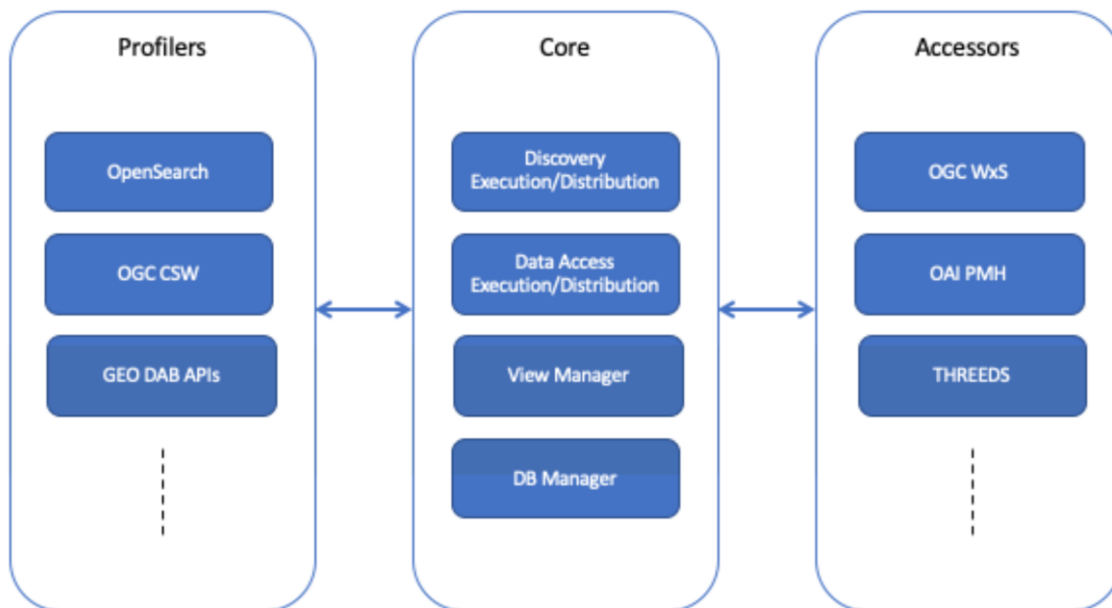 Profilers
OpenSearch
OGC CSW
GEO DAB APIs
Core
Discovery
Execution/Distribution
Data Access
Execution/Distribution
View Manager
DB Manager
Accessors
OGC WxS
OAI PMH
THREEDS